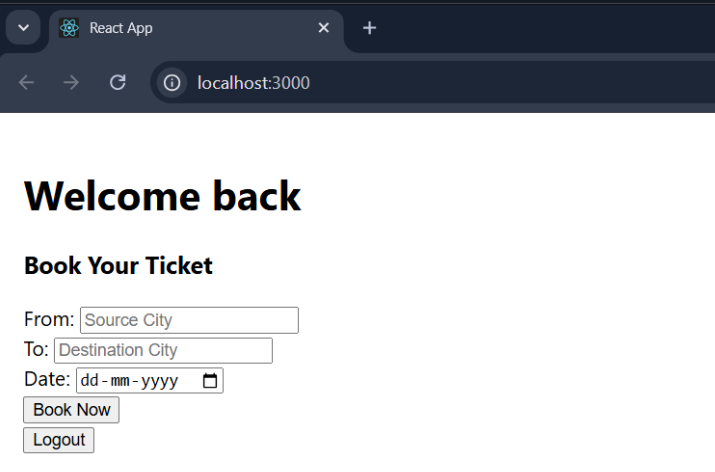 React App
localhost:3000
Welcome back
Book Your Ticket
From: Source City
To: Destination City
Date: dd-mm-yyyy
Book Now
Logout